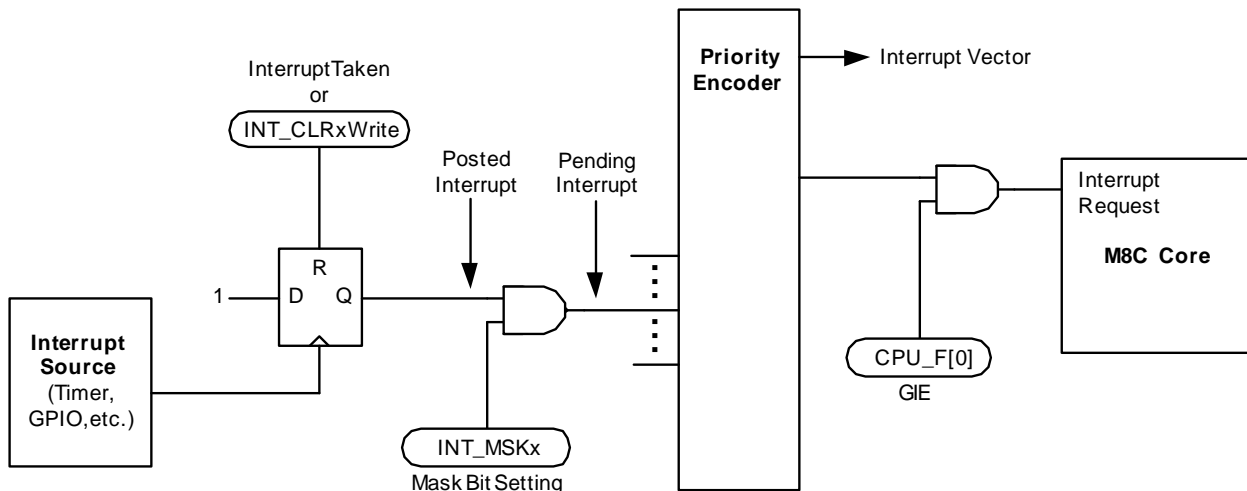 InterruptTaken
or
INT_CLRxWrite
Posted
Interrupt
Pending
Interrupt
Priority
Encoder
Interrupt Vector
Interrupt
Request
M8C Core
R
1
D
Q
Interrupt
Source
(Timer,
GPIO,etc.)
INT_MSKx
Mask Bit Setting
CPU_F[0]
GIE